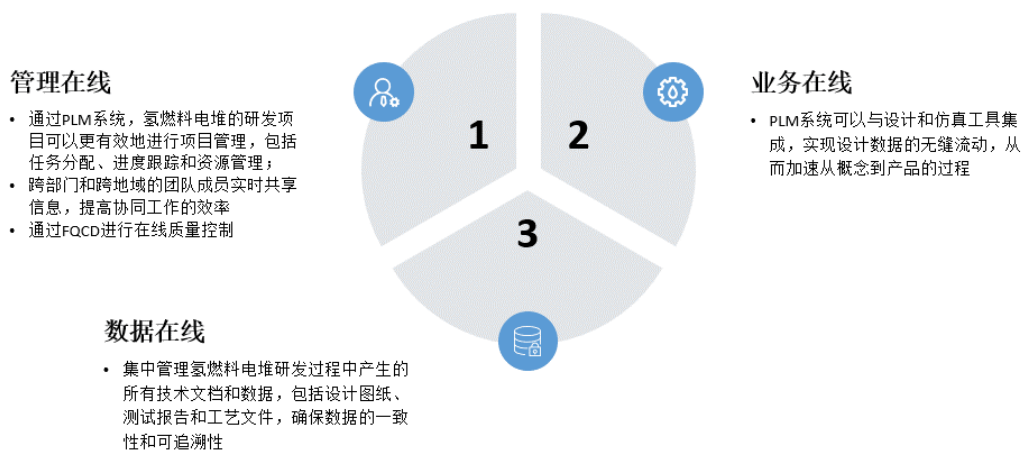 管理在线
• 通过PLM系统，氢燃料电堆的研发项
目可以更有效地进行项目管理，包括
任务分配、进度跟踪和资源管理；
• 跨部门和跨地域的团队成员实时共享
信息，提高协同工作的效率
• 通过FQCD进行在线质量控制
1
2
3
业务在线
• PLM系统可以与设计和仿真工具集
成，实现设计数据的无缝流动，从
而加速从概念到产品的过程
数据在线
• 集中管理氢燃料电堆研发过程中产生的
所有技术文档和数据，包括设计图纸、
测试报告和工艺文件，确保数据的一致
性和可追溯性